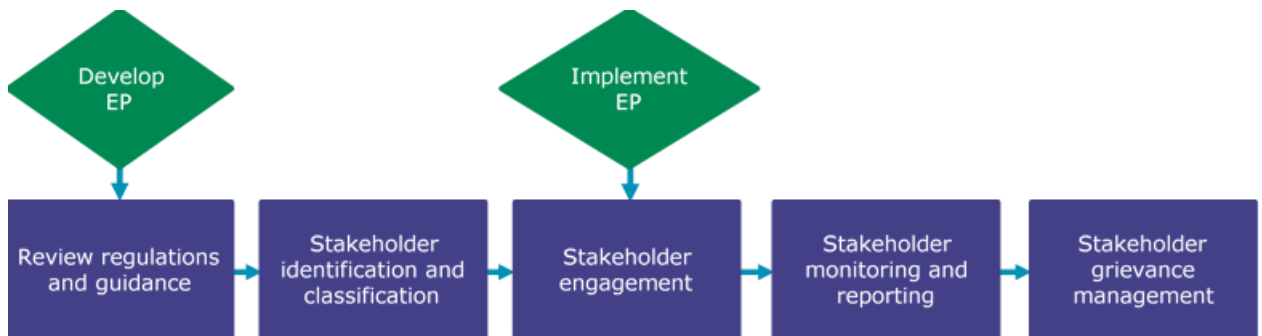 Develop
EP
Implement
EP
Review regulations
and guidance
Stakeholder
identification and
classification
Stakeholder
engagement
Stakeholder
monitoring and
reporting
Stakeholder
grievance
management